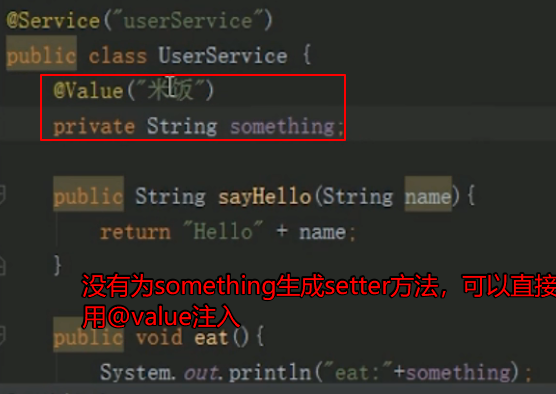 @Service("userService")
public class UserService {
@Value("米饭")
private String something;
public String sayHello(String name){
return "Hello" + name;
}
没有为something生成setter方法，可以直接
用@value注入
public void eat(){
System.out.println("eat:"+something);